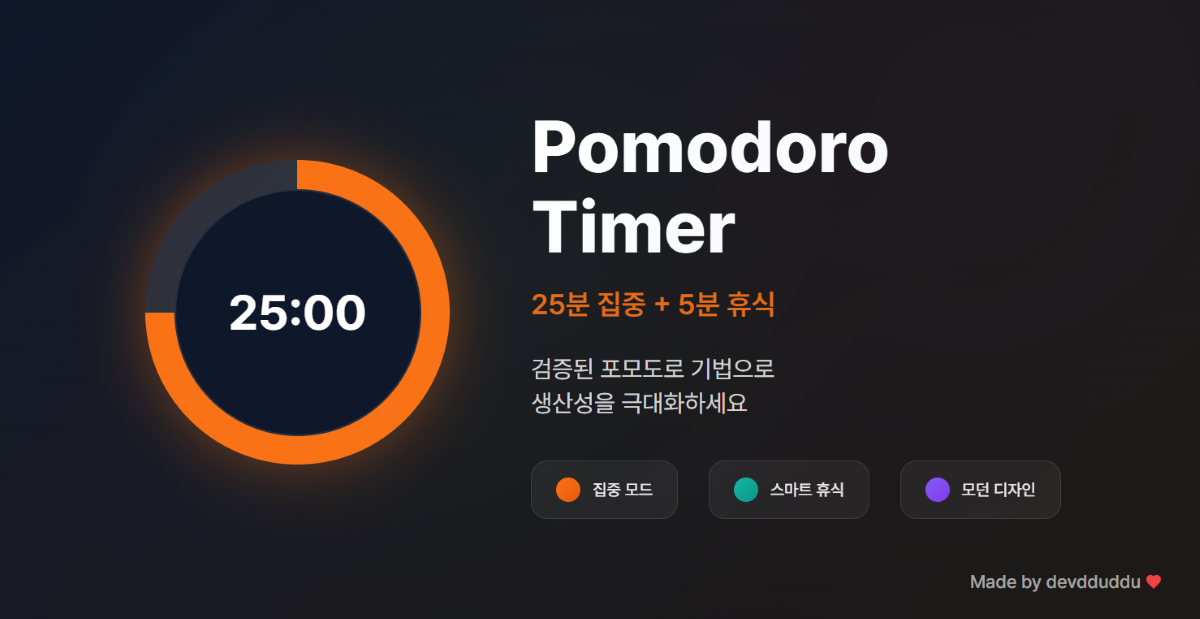 25:00
Pomodoro
Timer
25분 집중 + 5분 휴식
검증된 포모도로 기법으로
생산성을 극대화하세요
집중 모드
스마트 휴식
모던 디자인
Made by devdduddu ❤️